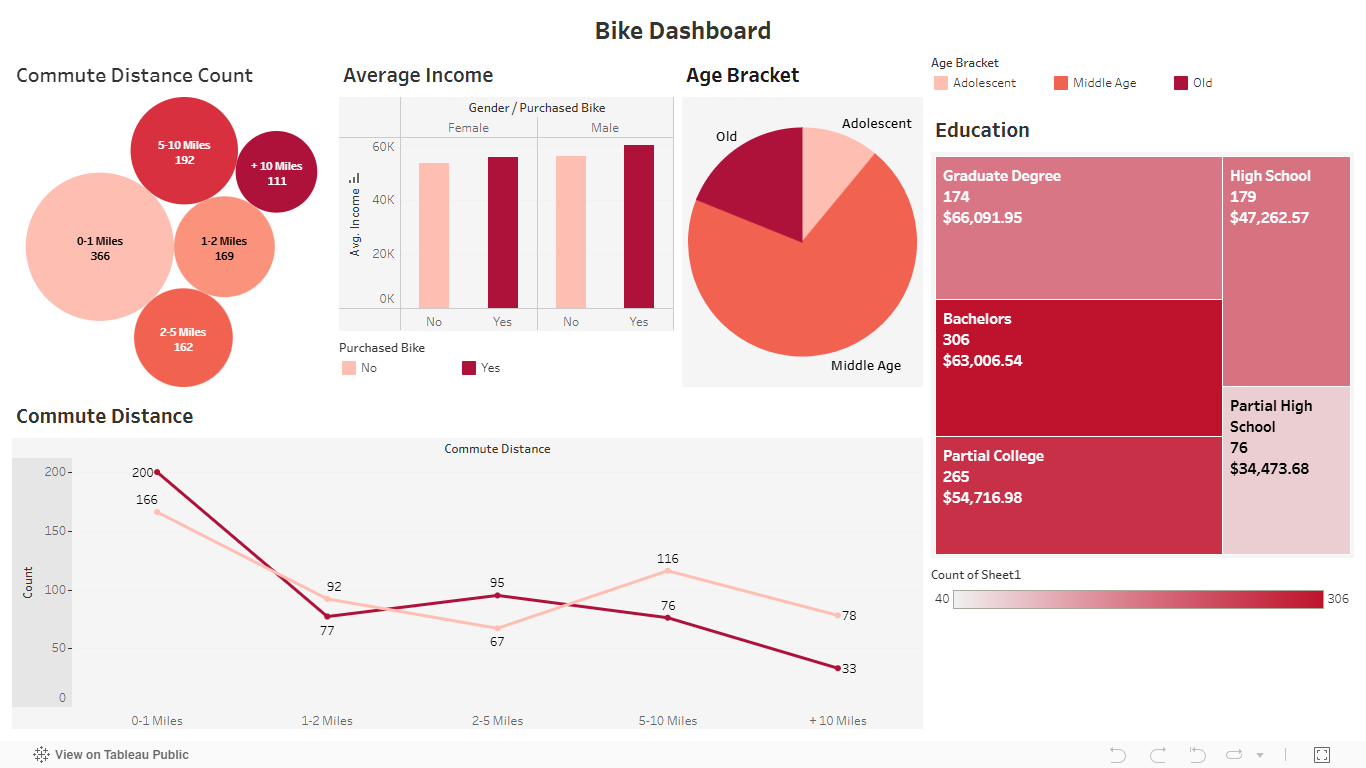 Bike Dashboard
Commute Distance Count
5-10 Miles
192
+ 10 Miles
111
0-1 Miles
366
1-2 Miles
169
2-5 Miles
162
Average Income
Gender / Purchased Bike
Female
Male
60K
40K
20K
0K
Avg. Income
No
Yes
No
Yes
Purchased Bike
No
Yes
Age Bracket
Old
Adolescent
Middle Age
Age Bracket
Adolescent
Middle Age
Old
Education
Graduate Degree
174
$66,091.95
High School
179
$47,262.57
Bachelors
306
$63,006.54
Partial College
265
$54,716.98
Partial High
School
76
$34,473.68
Count of Sheet1
40
306
Commute Distance
Commute Distance
Count
200
150
100
50
0
200
166
92
77
95
67
116
76
78
33
0-1 Miles
1-2 Miles
2-5 Miles
5-10 Miles
+ 10 Miles
View on Tableau Public